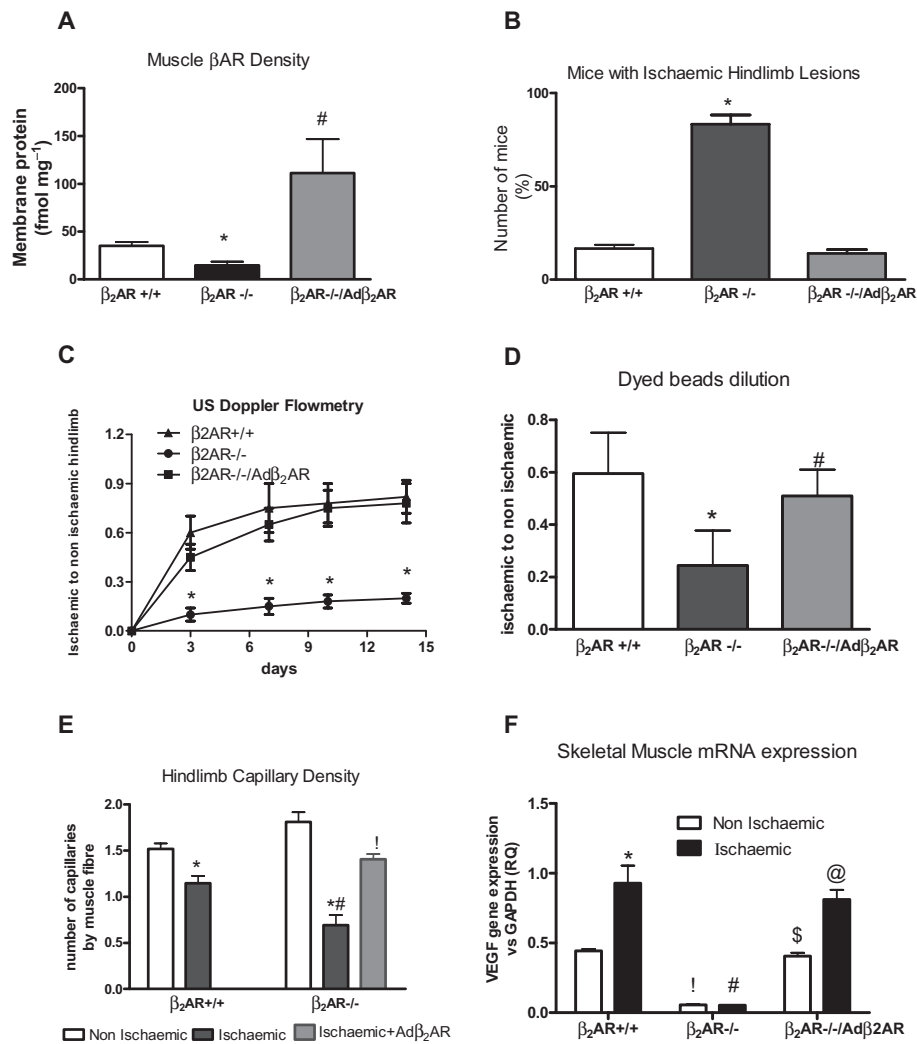 A
Muscle βAR Density
Membrane protein
(fmol mg⁻¹)
200
150
100
50
0
#
*
β₂AR +/+
β₂AR -/-
β₂AR-/-/Adβ₂AR
B
Mice with Ischaemic Hindlimb Lesions
Number of mice
(%)
100
50
0
*
β₂AR +/+
β₂AR -/-
β₂AR -/-/Adβ₂AR
C
US Doppler Flowmetry
Ischaemic to non ischaemic hindlimb
β2AR+/+
β2AR-/-
β2AR-/-/Adβ₂AR
1.2
0.9
0.6
0.3
0.0
* * * *
0 3 6 9 12 15
days
D
Dyed beads dilution
ischaemic to non ischaemic
0.8
0.6
0.4
0.2
0.0
*
#
β₂AR +/+
β₂AR -/-
β₂AR-/-/Adβ₂AR
E
Hindlimb Capillary Density
number of capillaries
by muscle fibre
2.0
1.5
1.0
0.5
0.0
*
*#
!
β₂AR+/+
β₂AR-/-
Non Ischaemic
Ischaemic
Ischaemic+Adβ₂AR
F
Skeletal Muscle mRNA expression
VEGF gene expression
vs GAPDH (RQ)
Non Ischaemic
Ischaemic
1.5
1.0
0.5
0.0
*
!
#
$
@
β₂AR+/+
β₂AR-/-
β₂AR-/-/Adβ2AR